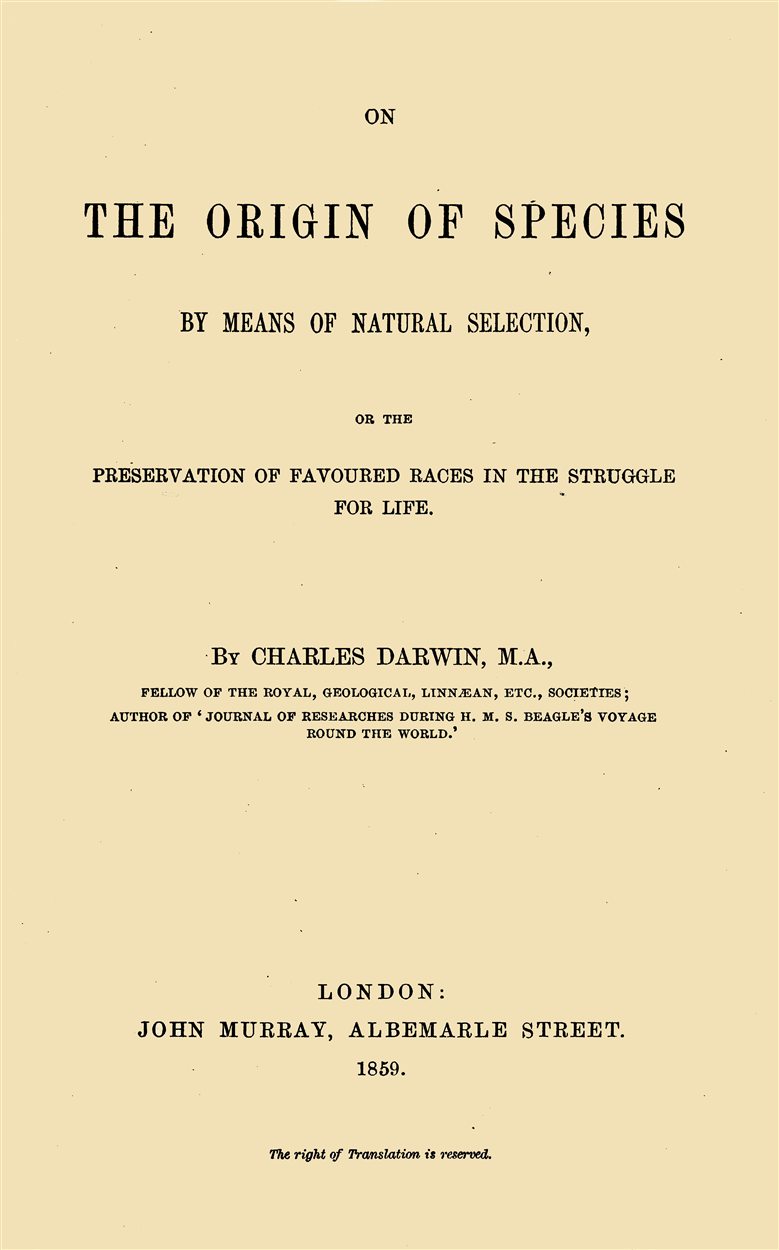 ON
THE ORIGIN OF SPECIES
BY MEANS OF NATURAL SELECTION,
OR THE
PRESERVATION OF FAVOURED RACES IN THE STRUGGLE
FOR LIFE.
BY CHARLES DARWIN, M.A.,
FELLOW OF THE ROYAL, GEOLOGICAL, LINNÆAN, ETC., SOCIETIES;
AUTHOR OF ‘JOURNAL OF RESEARCHES DURING H. M. S. BEAGLE’S VOYAGE
ROUND THE WORLD.’
LONDON:
JOHN MURRAY, ALBEMARLE STREET.
1859.
The right of Translation is reserved.